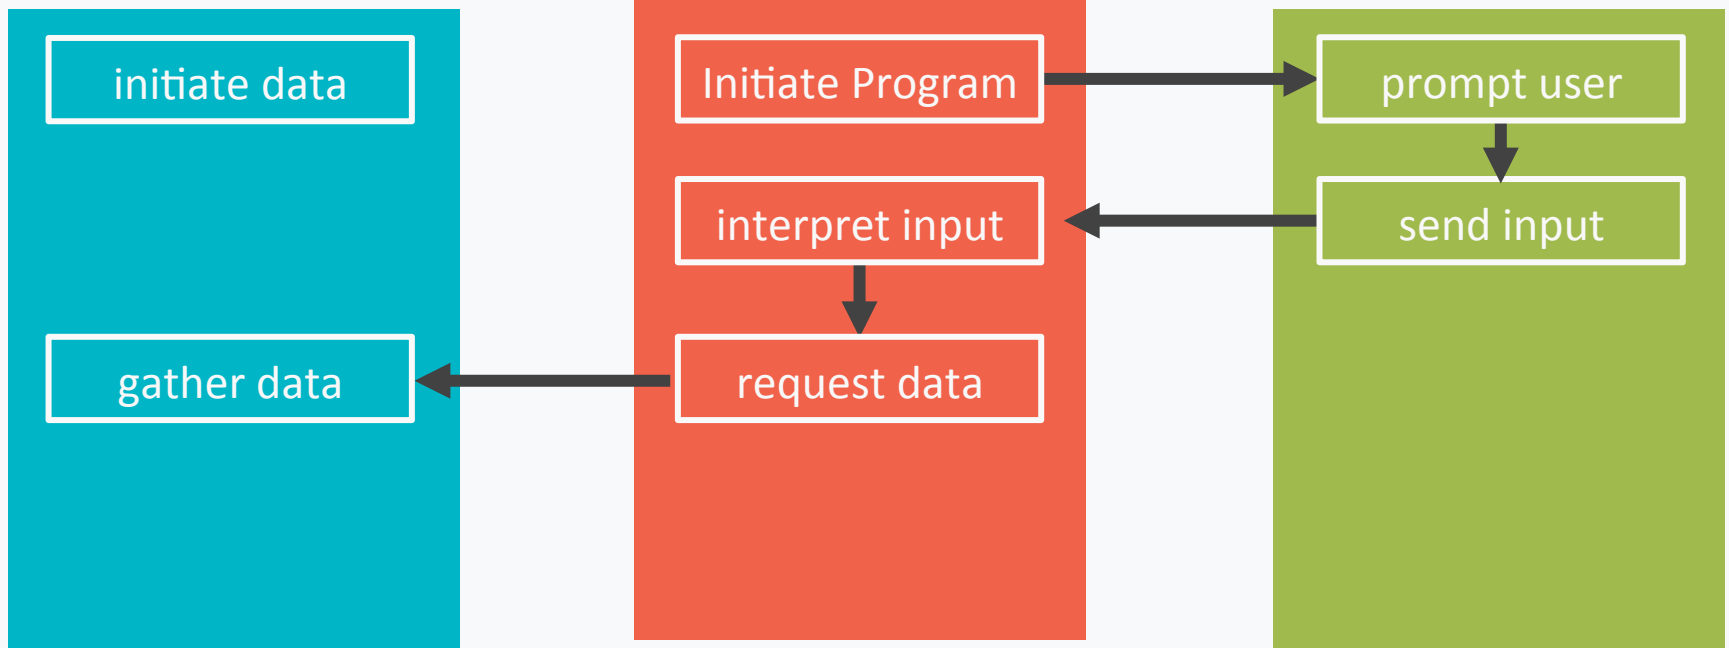 initiate data
Initiate Program
prompt user
interpret input
send input
gather data
request data